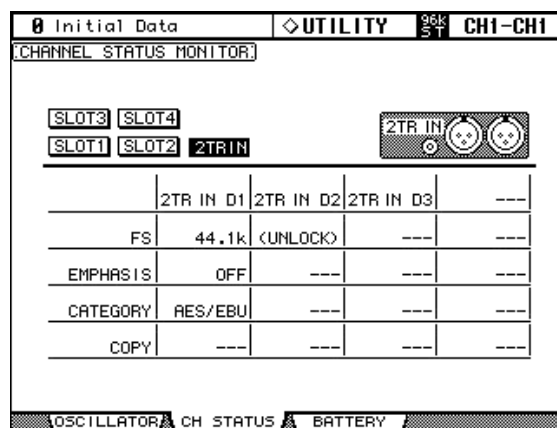 0 Initial Data ◇UTILITY 96k ST CH1-CH1
CHANNEL STATUS MONITOR
SLOT3 SLOT4
SLOT1 SLOT2 2TRIN
2TR IN
2TR IN D1 2TR IN D2 2TR IN D3 ---
FS 44.1k (UNLOCK) --- ---
EMPHASIS OFF --- --- ---
CATEGORY AES/EBU --- --- ---
COPY --- --- --- ---
OSCILLATOR CH STATUS BATTERY